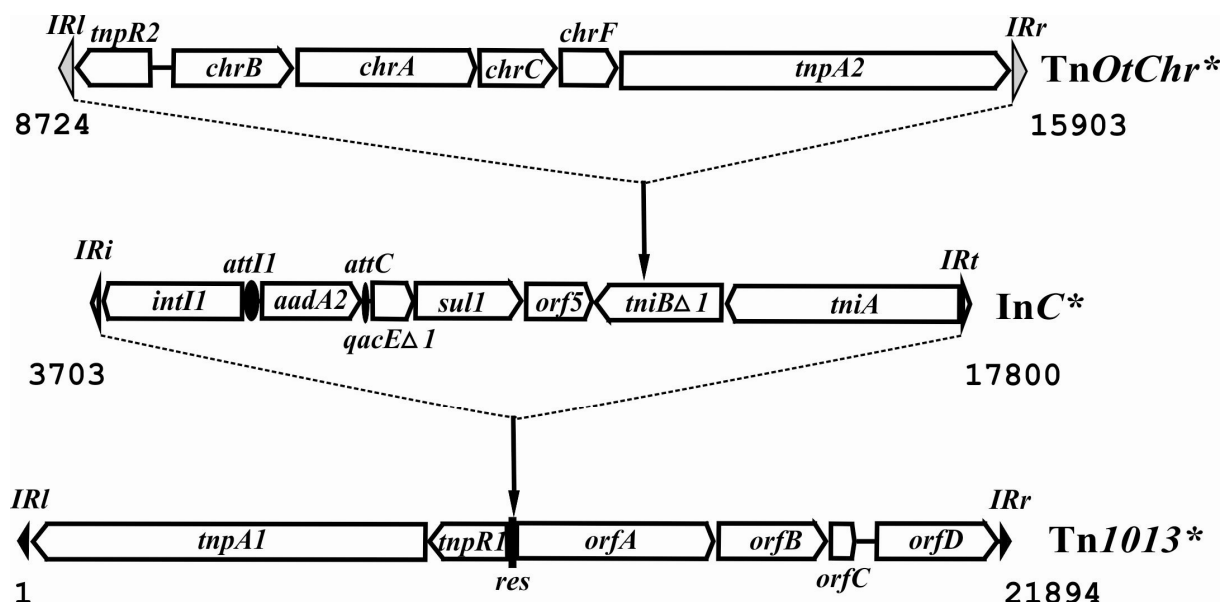 IRl tnpR2 chrF IRr
chrB chrA chrC tnpA2 TnOtChr*
8724 15903
IRi attI1 attC IRt
intI1 aadA2 sul1 orf5 tniBΔ1 tniA InC*
qacEΔ1
3703 17800
IRl IRr
tnpA1 tnpR1 orfA orfB orfD Tn1013*
res orfC
1 21894